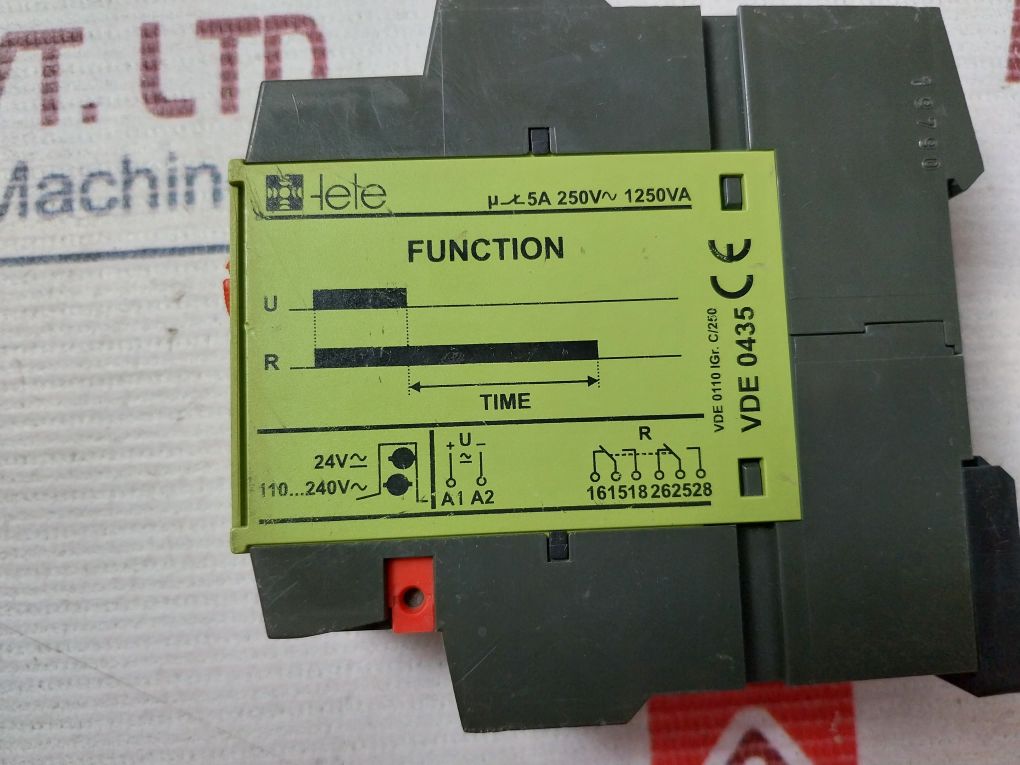 VT. LTD
Machin
06786
tele
µ 5A 250V~ 1250VA
FUNCTION
U
R
TIME
VDE 0110 IGr. C/250
VDE 0435 CE
24V≂
110...240V~
+ U -
≂
A1 A2
R
161518 262528